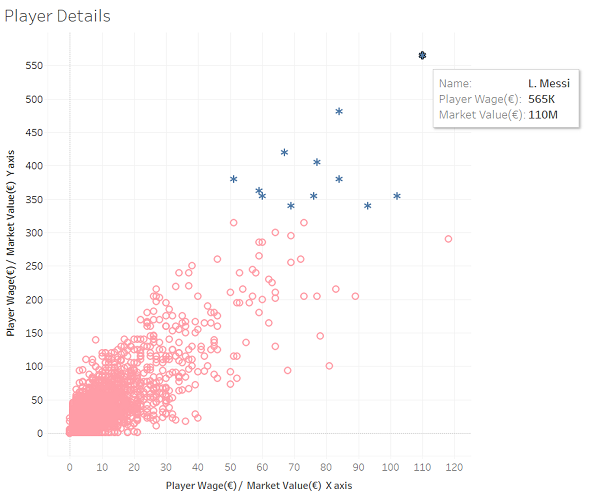 Player Details
550
500
450
400
350
300
250
200
150
100
50
0
Player Wage(€) / Market Value(€) Y axis
Name: L. Messi
Player Wage(€): 565K
Market Value(€): 110M
0 10 20 30 40 50 60 70 80 90 100 110 120
Player Wage(€) / Market Value(€) X axis